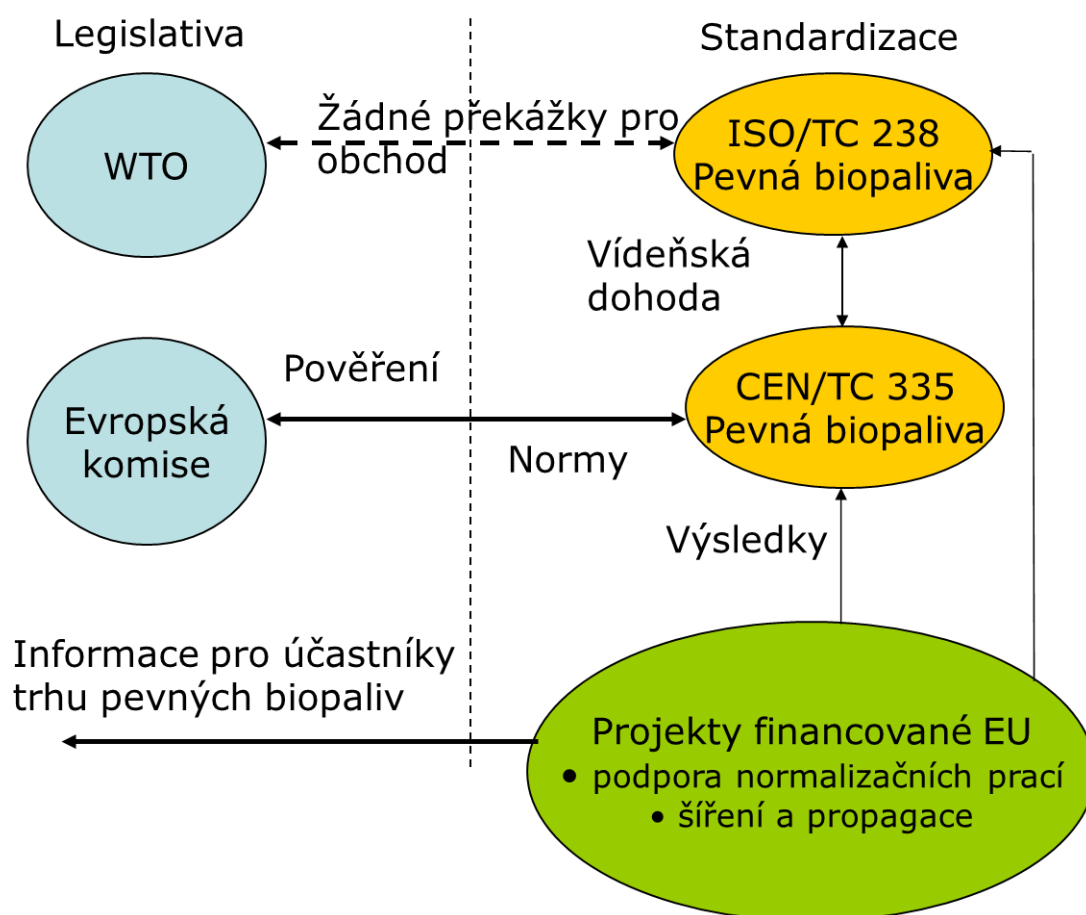 Legislativa
Standardizace
WTO
Žádné překážky pro
obchod
ISO/TC 238
Pevná biopaliva
Vídeňská
dohoda
Evropská
komise
Pověření
Normy
CEN/TC 335
Pevná biopaliva
Výsledky
Informace pro účastníky
trhu pevných biopaliv
Projekty financované EU
• podpora normalizačních prací
• šíření a propagace